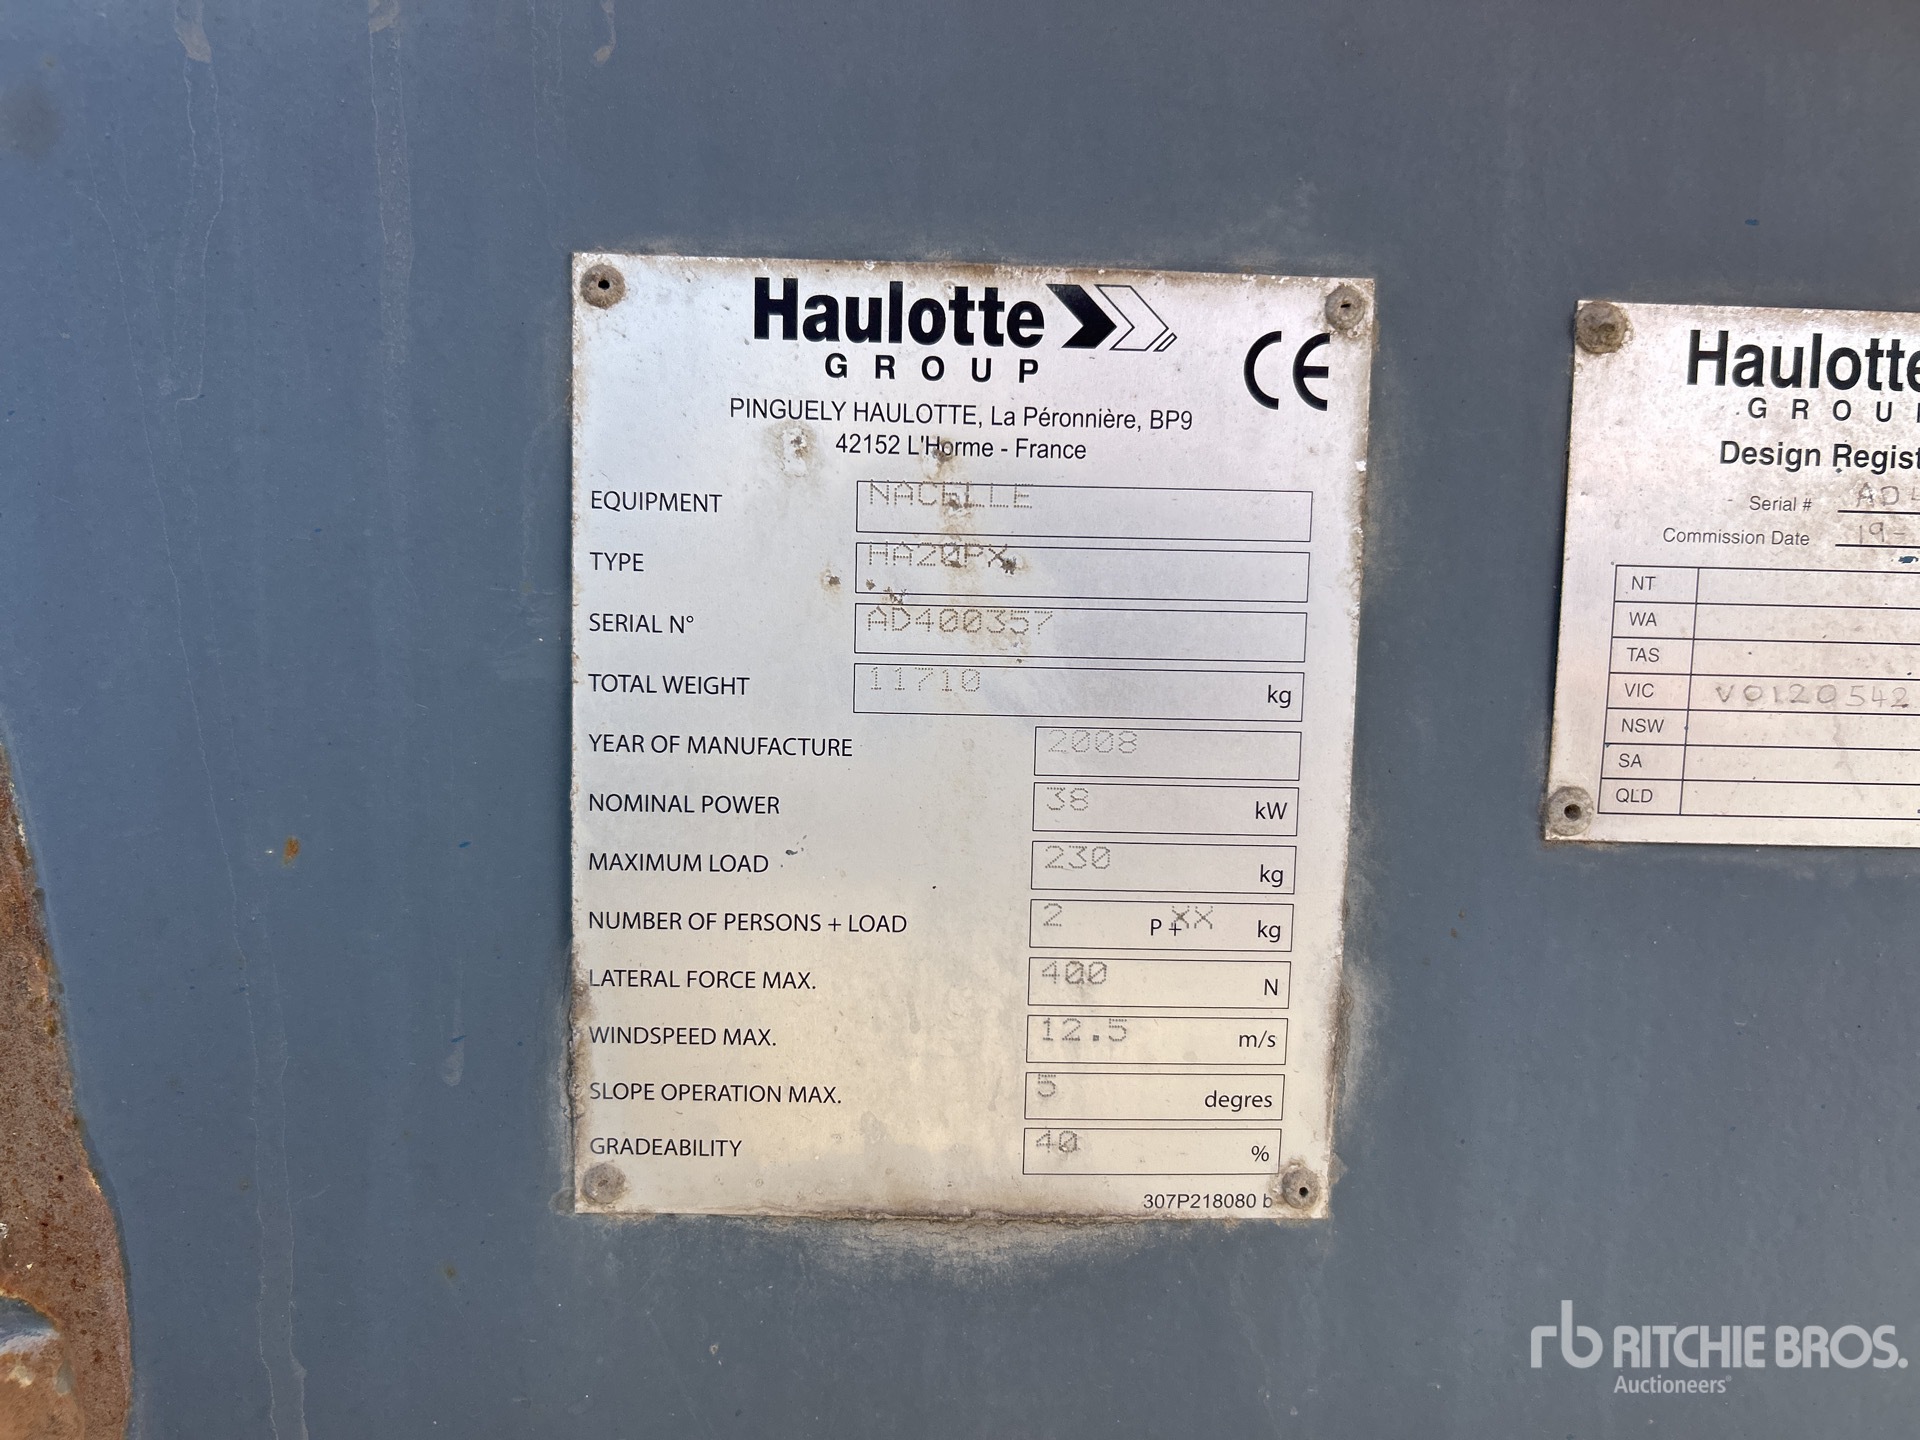 Haulotte
GROUP
CE
PINGUELY HAULOTTE, La Péronnière, BP9
42152 L'Horme - France
EQUIPMENT NACELLE
TYPE HA20PX
SERIAL N° AD400357
TOTAL WEIGHT 11710 kg
YEAR OF MANUFACTURE 2008
NOMINAL POWER 38 kW
MAXIMUM LOAD 230 kg
NUMBER OF PERSONS + LOAD 2 P + XX kg
LATERAL FORCE MAX. 400 N
WINDSPEED MAX. 12.5 m/s
SLOPE OPERATION MAX. 5 degres
GRADEABILITY 40 %
307P218080 b
Haulotte
GROU
Design Regist
Serial # AD4
Commission Date 19-
NT
WA
TAS
VIC V0120542
NSW
SA
QLD
rb RITCHIE BROS.
Auctioneers